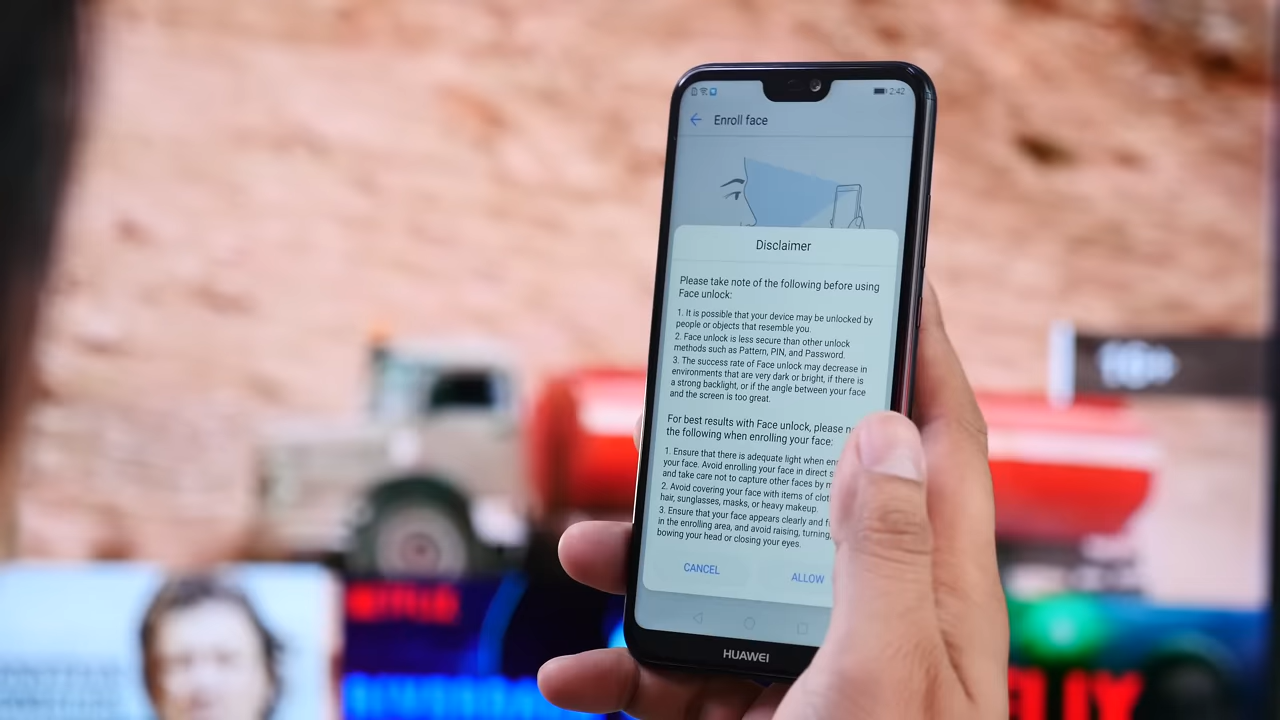 2:42
Enroll face
Disclaimer
Please take note of the following before using
Face unlock:
1. It is possible that your device may be unlocked by
people or objects that resemble you.
2. Face unlock is less secure than other unlock
methods such as Pattern, PIN, and Password.
3. The success rate of Face unlock may decrease in
environments that are very dark or bright, if there is
a strong backlight, or if the angle between your face
and the screen is too great.
For best results with Face unlock, please
the following when enrolling your face:
1. Ensure that there is adequate light when
your face. Avoid enrolling your face in direct
and take care not to capture other faces by
2. Avoid covering your face with items of
hair, sunglasses, masks, or heavy makeup.
3. Ensure that your face appears clearly and
in the enrolling area, and avoid raising, turning,
bowing your head or closing your eyes.
CANCEL ALLOW
HUAWEI
16+